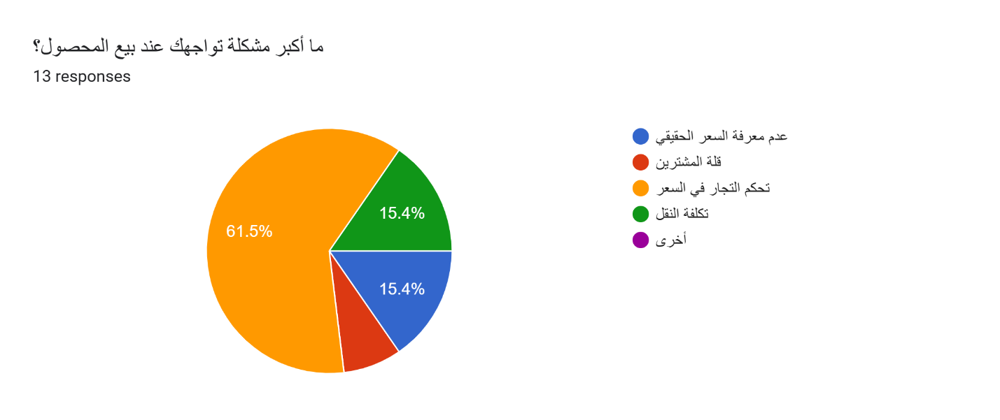 ما أكبر مشكلة تواجهك عند بيع المحصول؟
13 responses
61.5%
15.4%
15.4%
عدم معرفة السعر الحقيقي
قلة المشترين
تحكم التجار في السعر
تكلفة النقل
أخرى